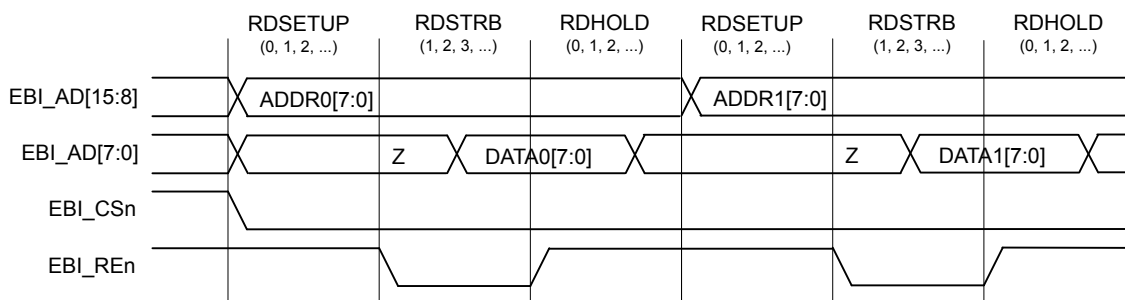 RDSETUP RDSTRB RDHOLD RDSETUP RDSTRB RDHOLD
(0, 1, 2, ...) (1, 2, 3, ...) (0, 1, 2, ...) (0, 1, 2, ...) (1, 2, 3, ...) (0, 1, 2, ...)
EBI_AD[15:8] ADDR0[7:0] ADDR1[7:0]
EBI_AD[7:0] Z DATA0[7:0] Z DATA1[7:0]
EBI_CSn
EBI_REn